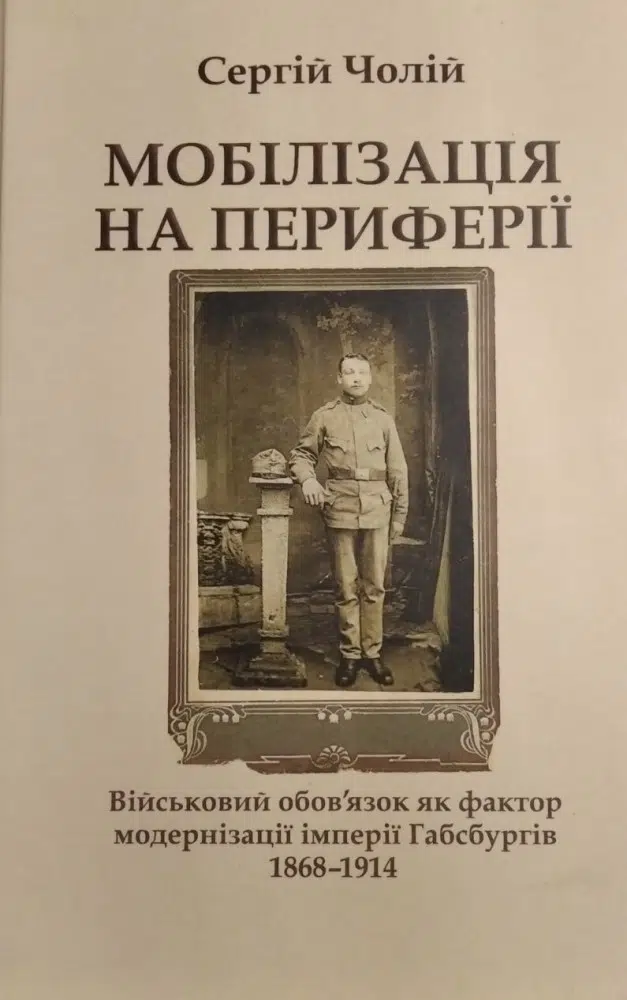 Сергій Чолій
МОБІЛІЗАЦІЯ
НА ПЕРИФЕРІЇ
Військовий обов’язок як фактор
модернізації імперії Габсбургів
1868–1914